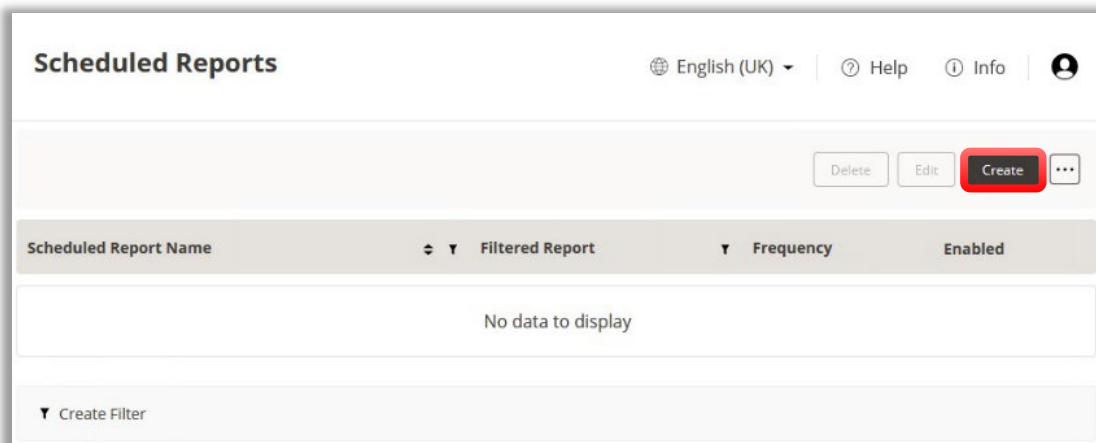 Scheduled Reports English (UK) Help Info
Delete Edit Create ...
Scheduled Report Name Filtered Report Frequency Enabled
No data to display
Create Filter